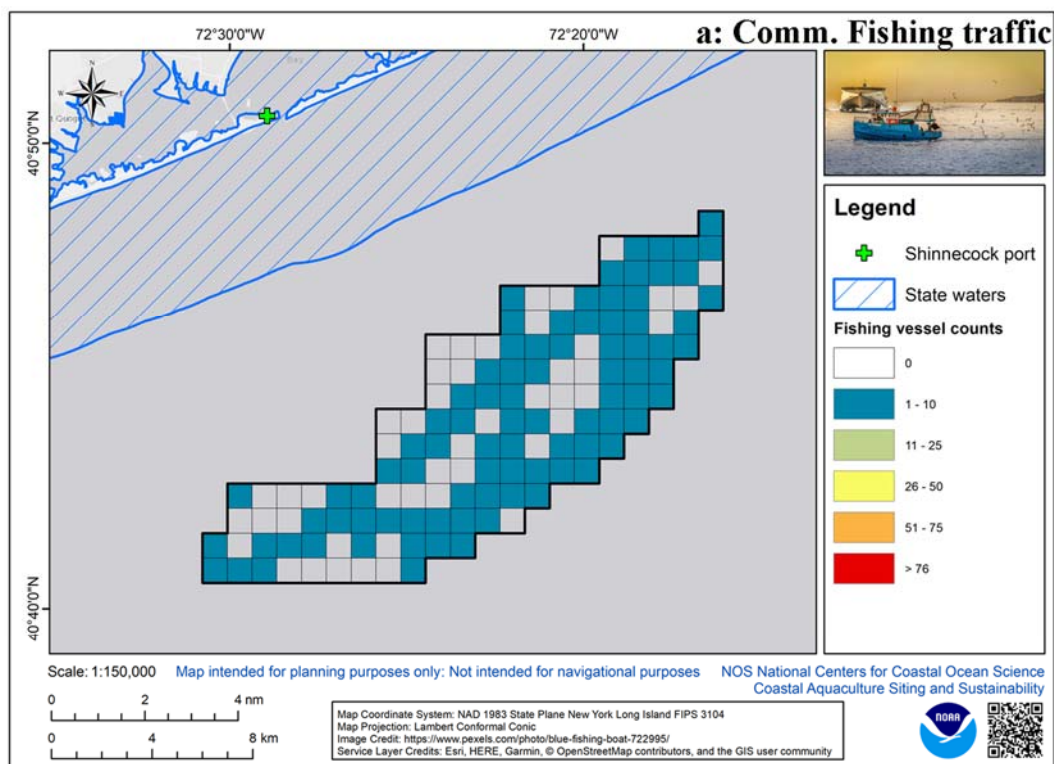 a: Comm. Fishing traffic
72°30'0"W
72°20'0"W
N
W
E
S
Bay
40°50'0"N
40°40'0"N
Legend
Shinnecock port
State waters
Fishing vessel counts
0
1 - 10
11 - 25
26 - 50
51 - 75
> 76
Scale: 1:150,000
Map intended for planning purposes only: Not intended for navigational purposes
NOS National Centers for Coastal Ocean Science
Coastal Aquaculture Siting and Sustainability
0 2 4 nm
0 4 8 km
Map Coordinate System: NAD 1983 State Plane New York Long Island FIPS 3104
Map Projection: Lambert Conformal Conic
Image Credit: https://www.pexels.com/photo/blue-fishing-boat-722995/
Service Layer Credits: Esri, HERE, Garmin, © OpenStreetMap contributors, and the GIS user community
NOAA